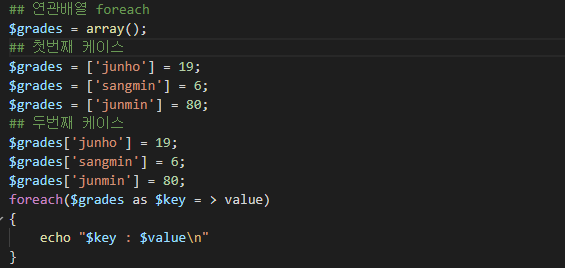 ## 연관배열 foreach
$grades = array();
## 첫번째 케이스
$grades = ['junho'] = 19;
$grades = ['sangmin'] = 6;
$grades = ['junmin'] = 80;
## 두번째 케이스
$grades['junho'] = 19;
$grades['sangmin'] = 6;
$grades['junmin'] = 80;
foreach($grades as $key = > value)
{
    echo "$key : $value\n"
}